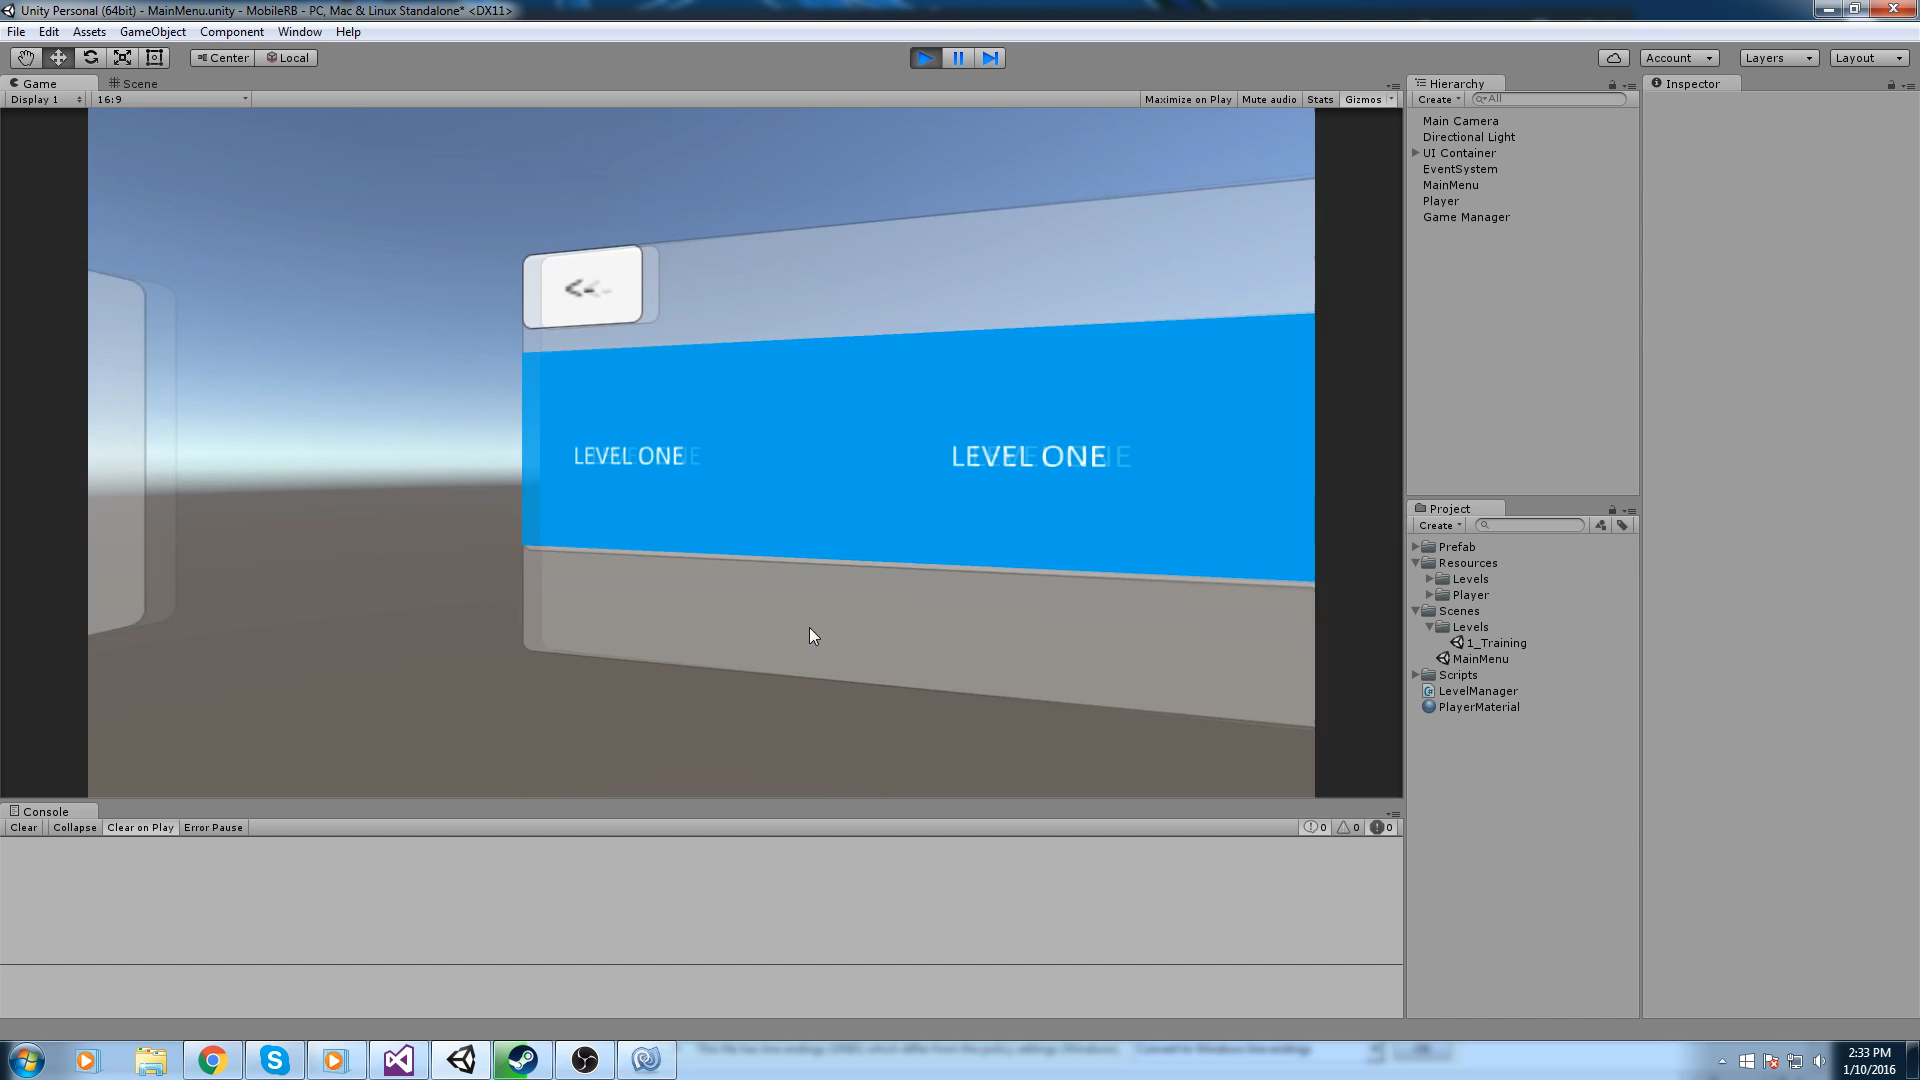 Unity Personal (64bit) - MainMenu.unity - MobileRB - PC, Mac & Linux Standalone* <DX11>
File Edit Assets GameObject Component Window Help
Center Local Account Layers Layout
Game Scene Hierarchy Inspector
Display 1 16:9 Maximize on Play Mute audio Stats Gizmos Create All
Main Camera
Directional Light
UI Container
EventSystem
MainMenu
Player
Game Manager
<-
LEVEL ONE LEVEL ONE
Project
Create
Prefab
Resources
Levels
Player
Scenes
Levels
1_Training
MainMenu
Scripts
LevelManager
PlayerMaterial
Console
Clear Collapse Clear on Play Error Pause 0 0 0
2:33 PM
1/10/2016